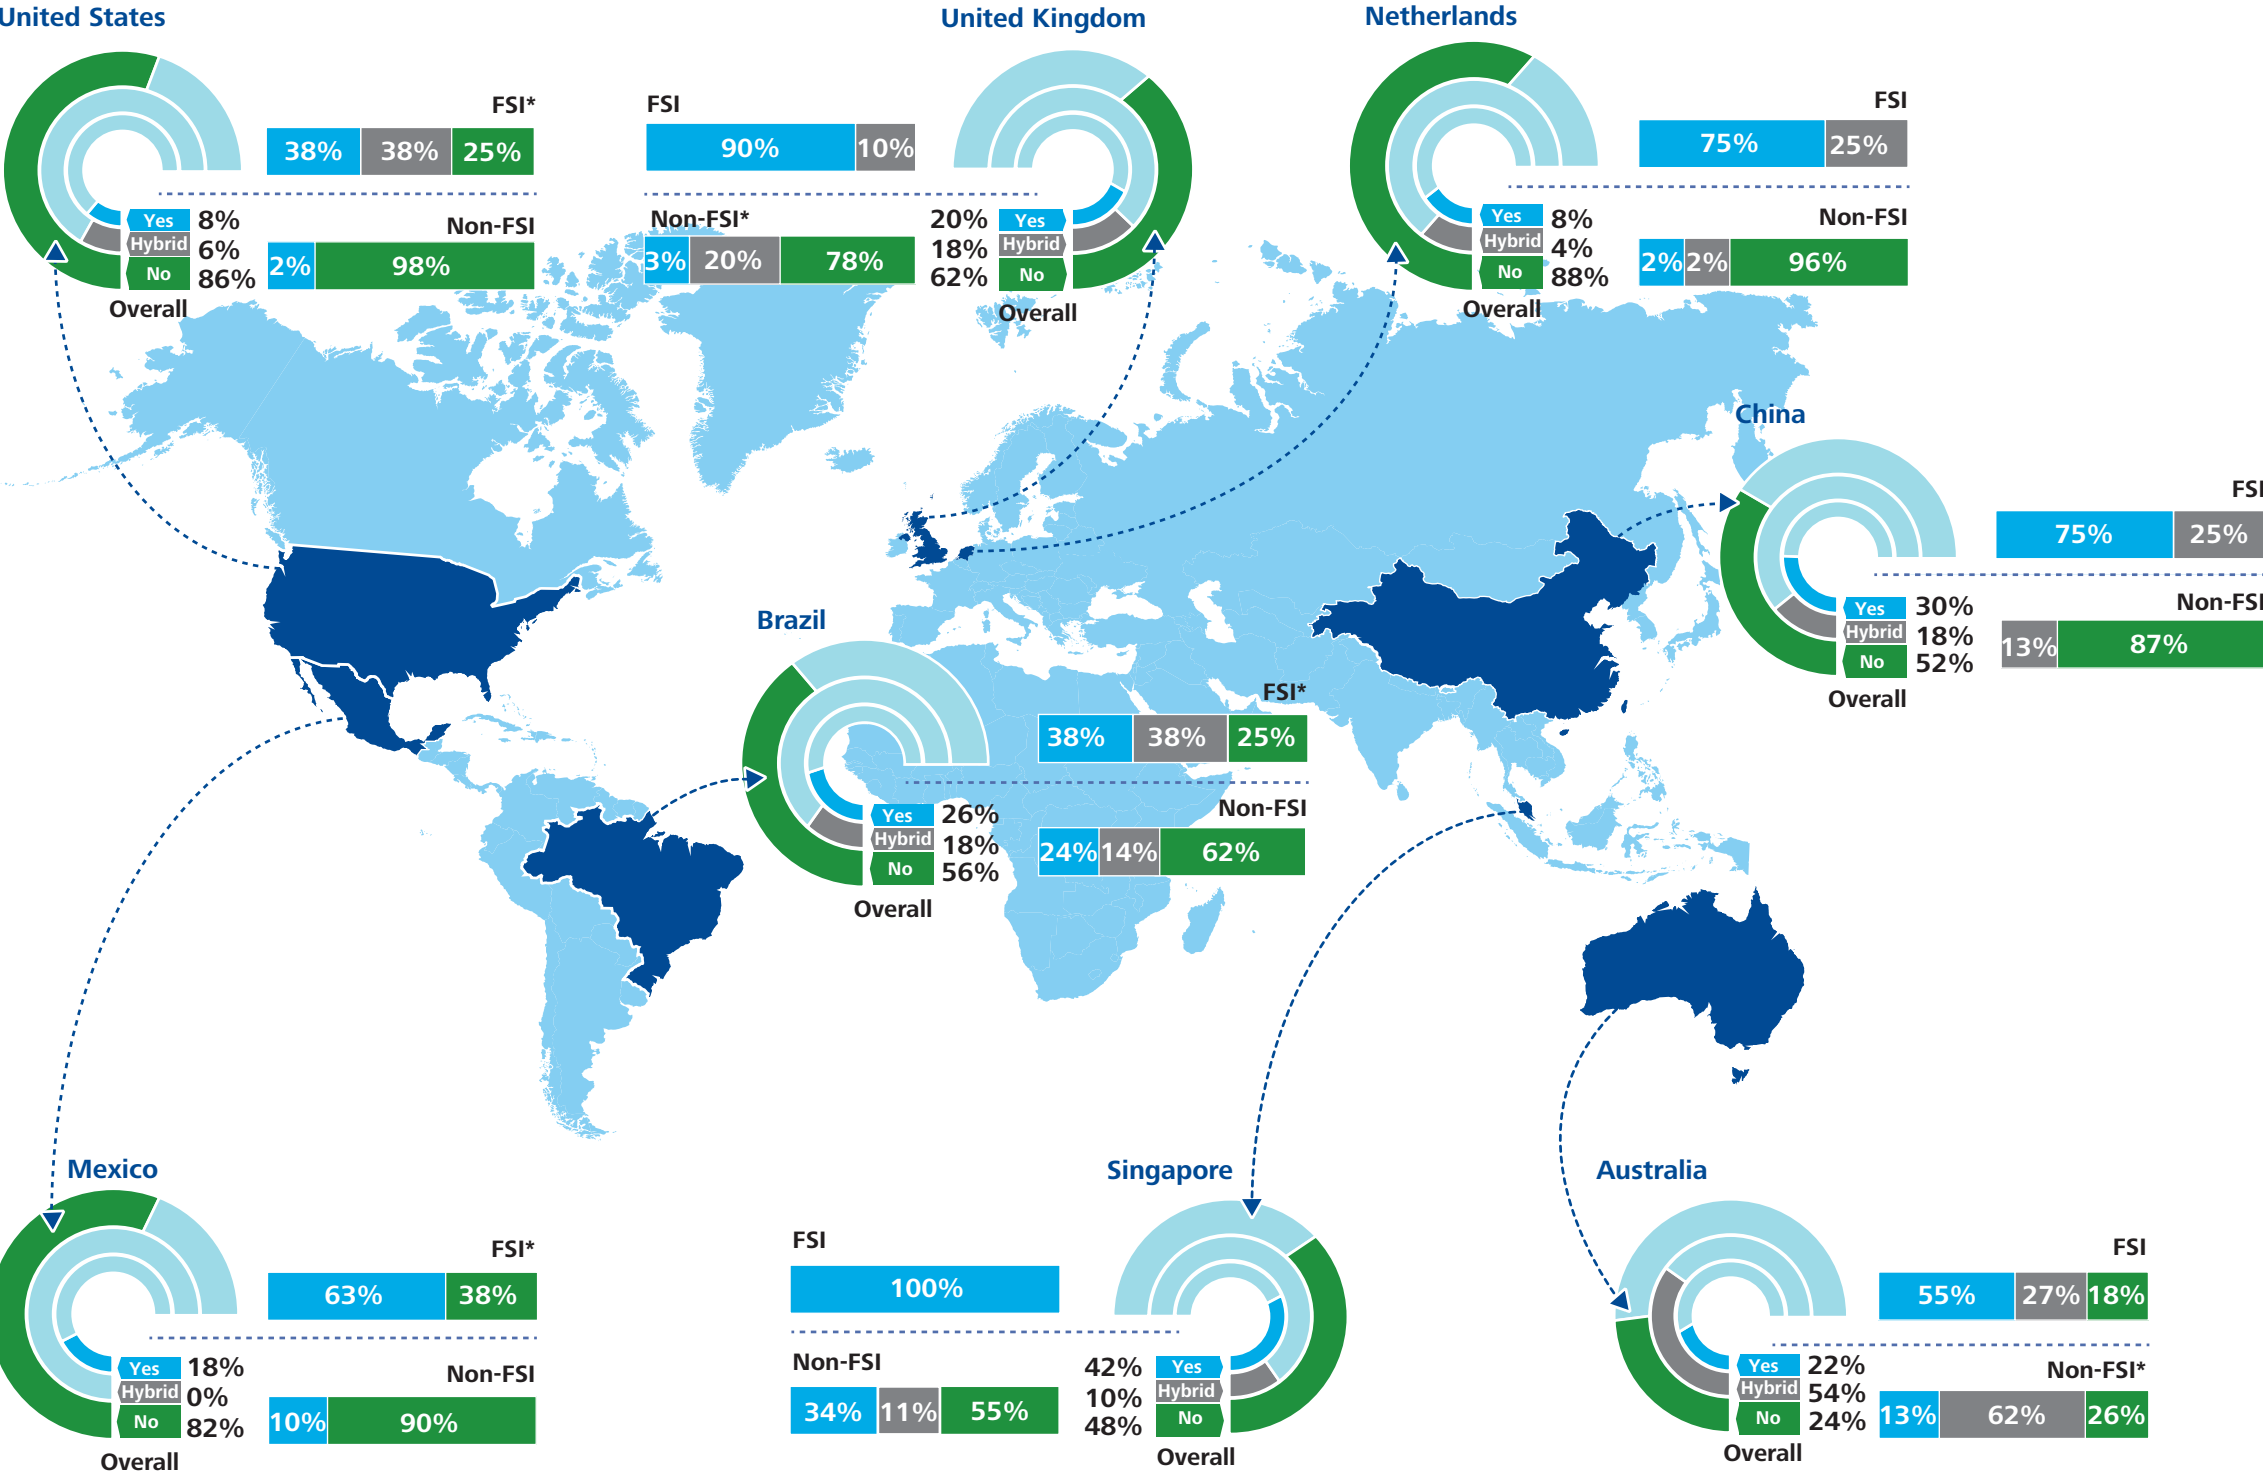 United States
FSI*
38% 38% 25%
Non-FSI
2% 98%
Yes 8%
Hybrid 6%
No 86%
Overall
United Kingdom
FSI
90% 10%
Non-FSI*
3% 20% 78%
20% Yes
18% Hybrid
62% No
Overall
Netherlands
FSI
75% 25%
Non-FSI
2% 2% 96%
Yes 8%
Hybrid 4%
No 88%
Overall
China
FSI
75% 25%
Non-FSI
13% 87%
Yes 30%
Hybrid 18%
No 52%
Overall
Brazil
FSI*
38% 38% 25%
Non-FSI
24% 14% 62%
Yes 26%
Hybrid 18%
No 56%
Overall
Mexico
FSI*
63% 38%
Non-FSI
10% 90%
Yes 18%
Hybrid 0%
No 82%
Overall
Singapore
FSI
100%
Non-FSI
34% 11% 55%
42% Yes
10% Hybrid
48% No
Overall
Australia
FSI
55% 27% 18%
Non-FSI*
13% 62% 26%
Yes 22%
Hybrid 54%
No 24%
Overall